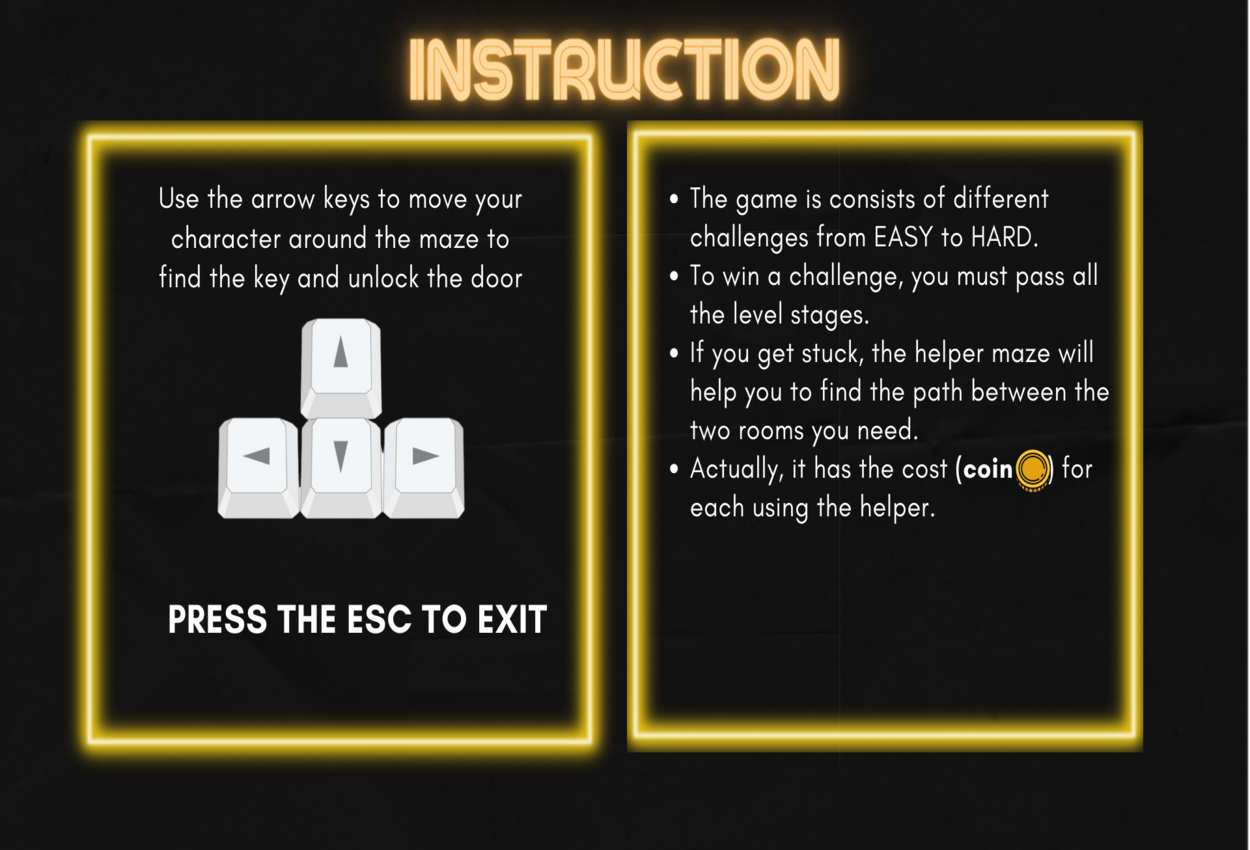 INSTRUCTION
Use the arrow keys to move your
character around the maze to
find the key and unlock the door
PRESS THE ESC TO EXIT
• The game is consists of different
challenges from EASY to HARD.
• To win a challenge, you must pass all
the level stages.
• If you get stuck, the helper maze will
help you to find the path between the
two rooms you need.
• Actually, it has the cost (coin ) for
each using the helper.